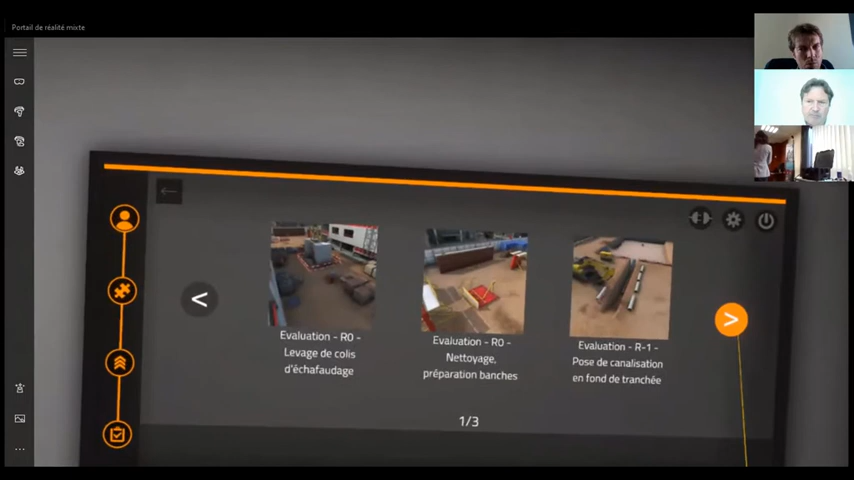 Portail de réalité mixte
Evaluation - R0 -
Levage de colis
d'échafaudage
Evaluation - R0 -
Nettoyage,
préparation banches
Evaluation - R-1 -
Pose de canalisation
en fond de tranchée
1/3